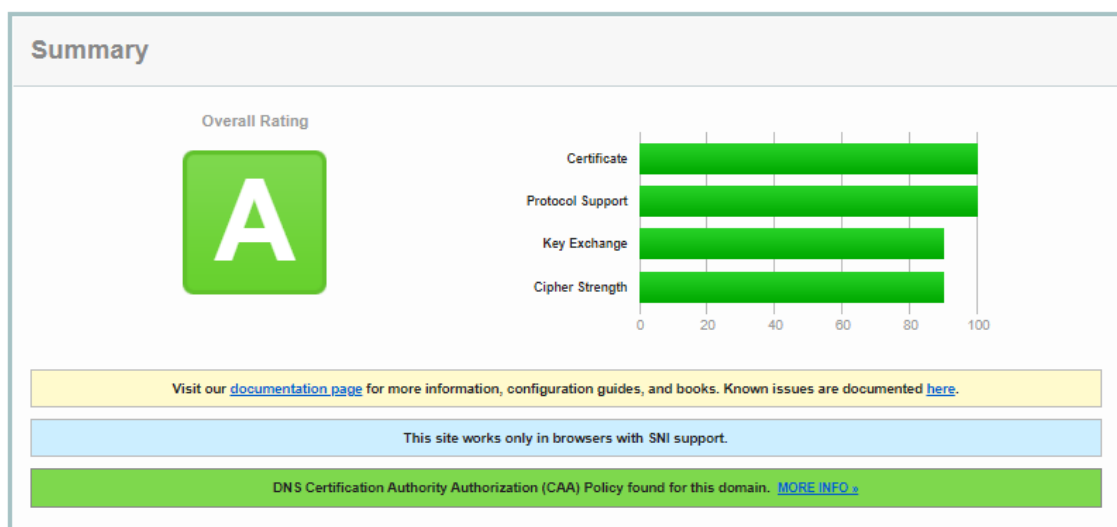 Summary
Overall Rating
A
Certificate
Protocol Support
Key Exchange
Cipher Strength
0 20 40 60 80 100
Visit our documentation page for more information, configuration guides, and books. Known issues are documented here.
This site works only in browsers with SNI support.
DNS Certification Authority Authorization (CAA) Policy found for this domain. MORE INFO »